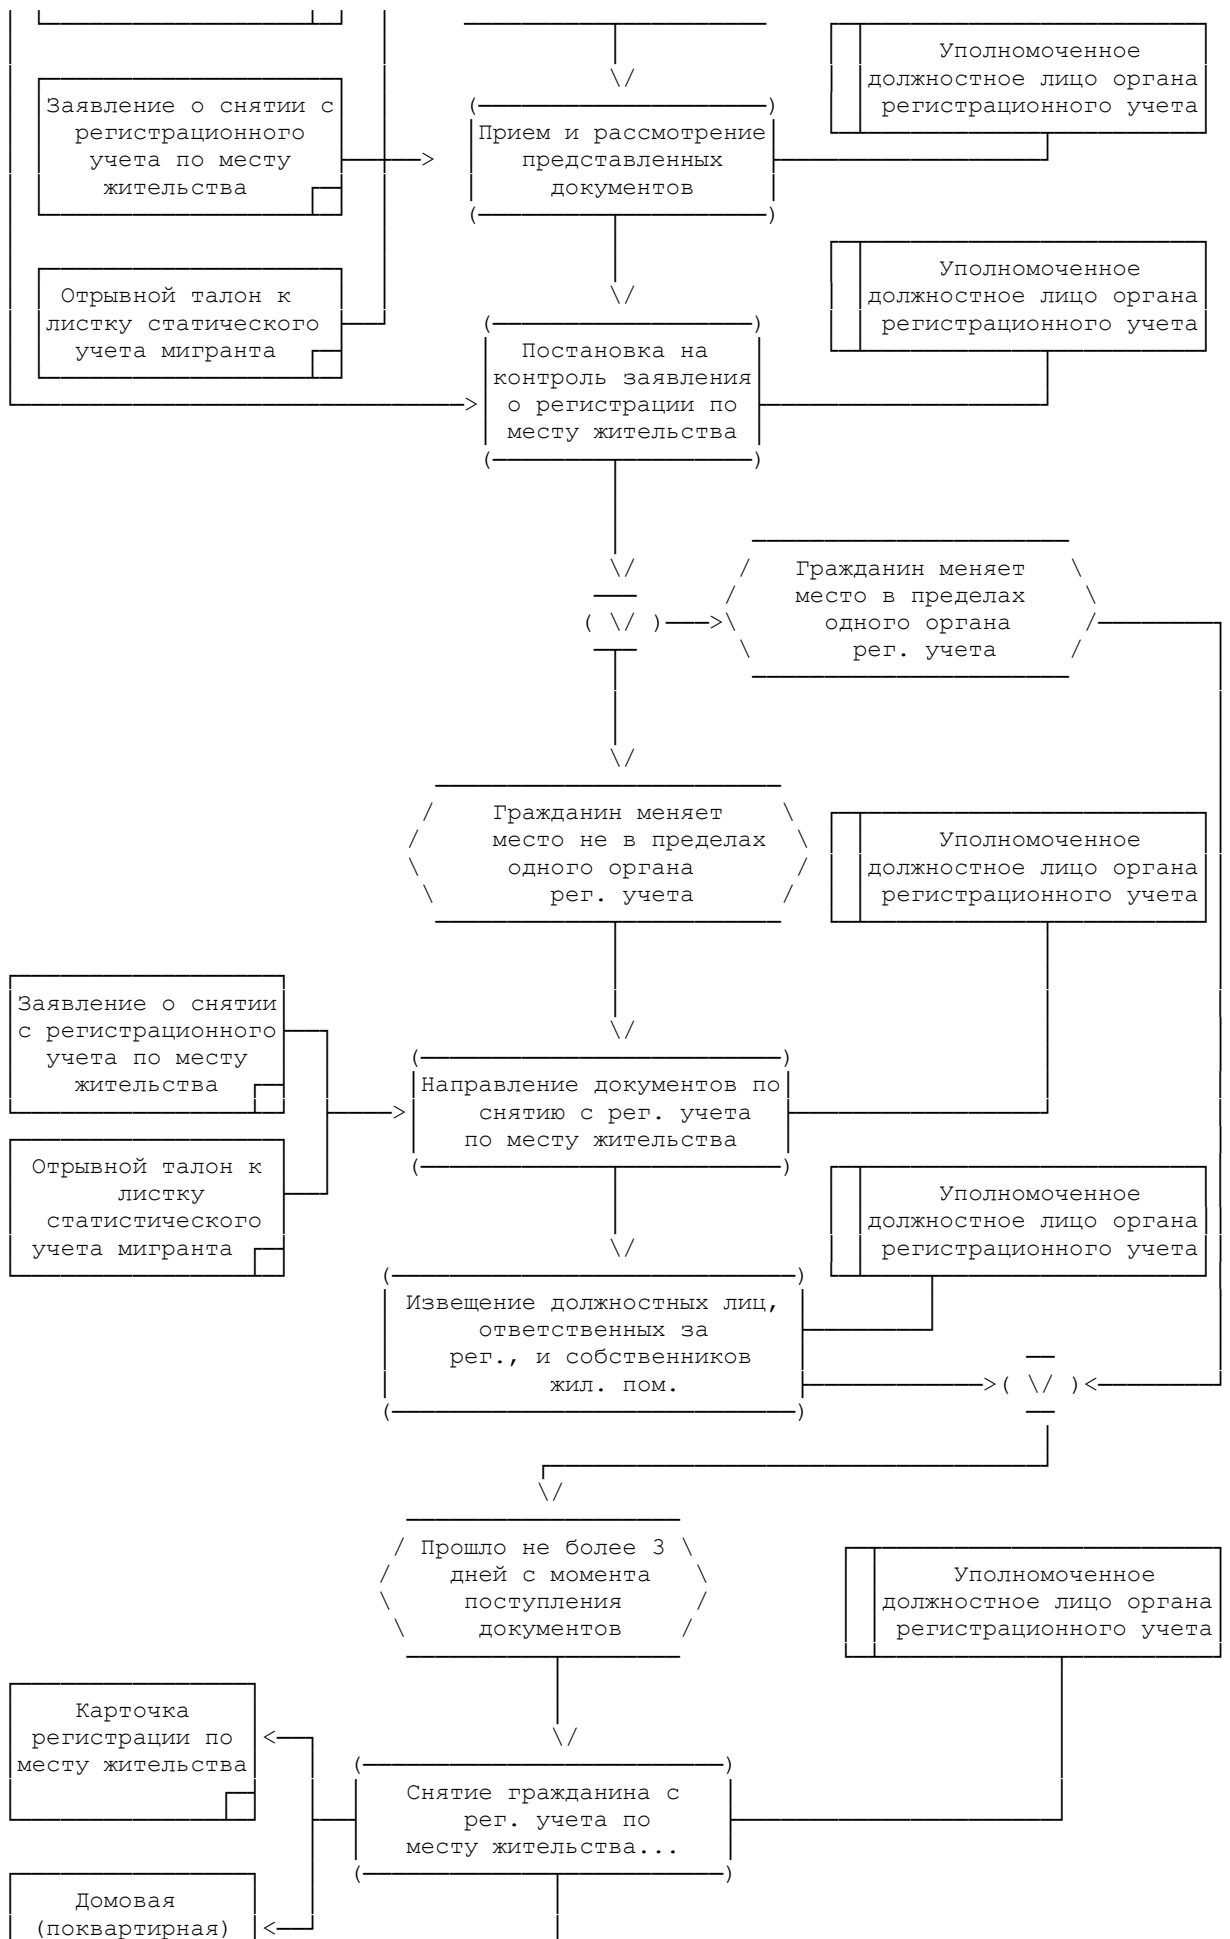 Уполномоченное
должностное лицо органа
регистрационного учета
Заявление о снятии с
регистрационного
учета по месту
жительства
Прием и рассмотрение
представленных
документов
Уполномоченное
должностное лицо органа
регистрационного учета
Отрывной талон к
листку статического
учета мигранта
Постановка на
контроль заявления
о регистрации по
месту жительства
Гражданин меняет
место в пределах
одного органа
рег. учета
Гражданин меняет
место не в пределах
одного органа
рег. учета
Уполномоченное
должностное лицо органа
регистрационного учета
Заявление о снятии
с регистрационного
учета по месту
жительства
Направление документов по
снятию с рег. учета
по месту жительства
Отрывной талон к
листку
статистического
учета мигранта
Уполномоченное
должностное лицо органа
регистрационного учета
Извещение должностных лиц,
ответственных за
рег., и собственников
жил. пом.
Прошло не более 3
дней с момента
поступления
документов
Уполномоченное
должностное лицо органа
регистрационного учета
Карточка
регистрации по
месту жительства
Снятие гражданина с
рег. учета по
месту жительства...
Домовая
(поквартирная)